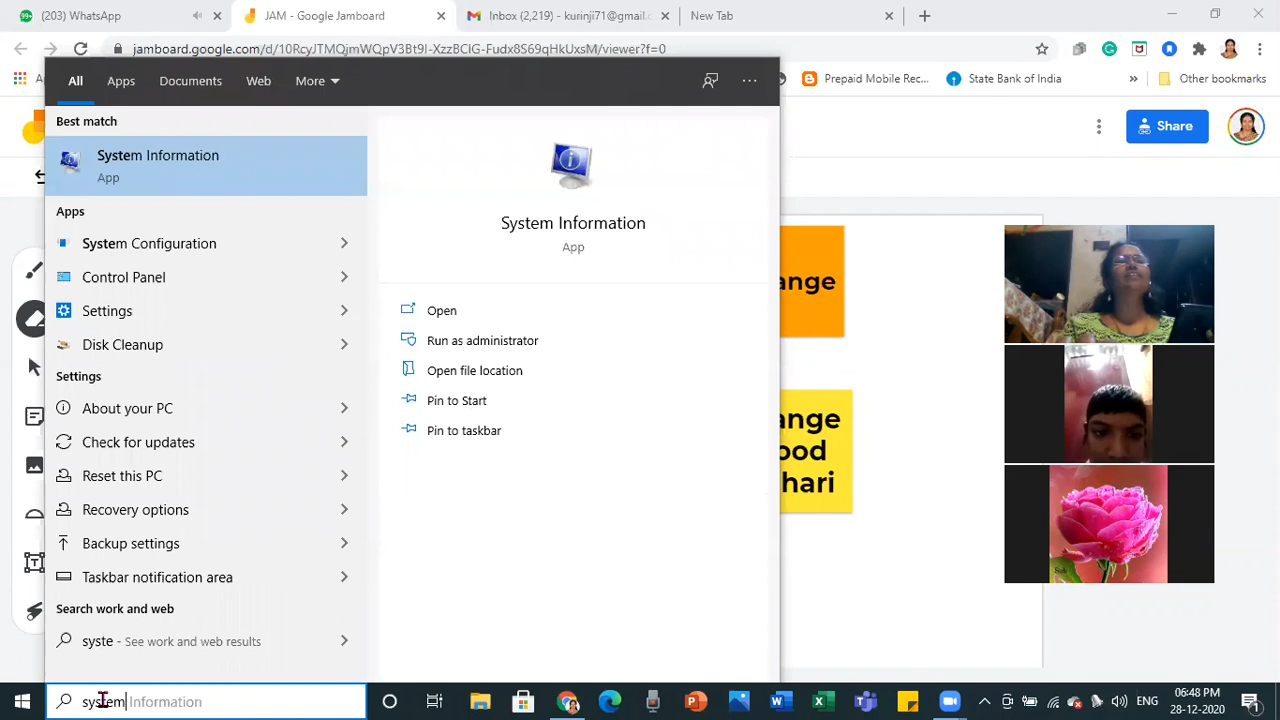 (203) WhatsApp
JAM - Google Jamboard
Inbox (2,219) - kurinji71@gmail.c
New Tab
jamboard.google.com/d/10RcyJTMQjmWQpV3Bt9I-XzzBCIG-Fudx8S69qHkUxsM/viewer?f=0
Prepaid Mobile Rec...
State Bank of India
»
Other bookmarks
All
Apps
Documents
Web
More
Share
Best match
System Information
App
Apps
System Configuration
Control Panel
Settings
Disk Cleanup
Settings
About your PC
Check for updates
Reset this PC
Recovery options
Backup settings
Taskbar notification area
Search work and web
syste - See work and web results
System Information
App
Open
Run as administrator
Open file location
Pin to Start
Pin to taskbar
ange
ange
ood
hari
system Information
ENG
06:48 PM
28-12-2020